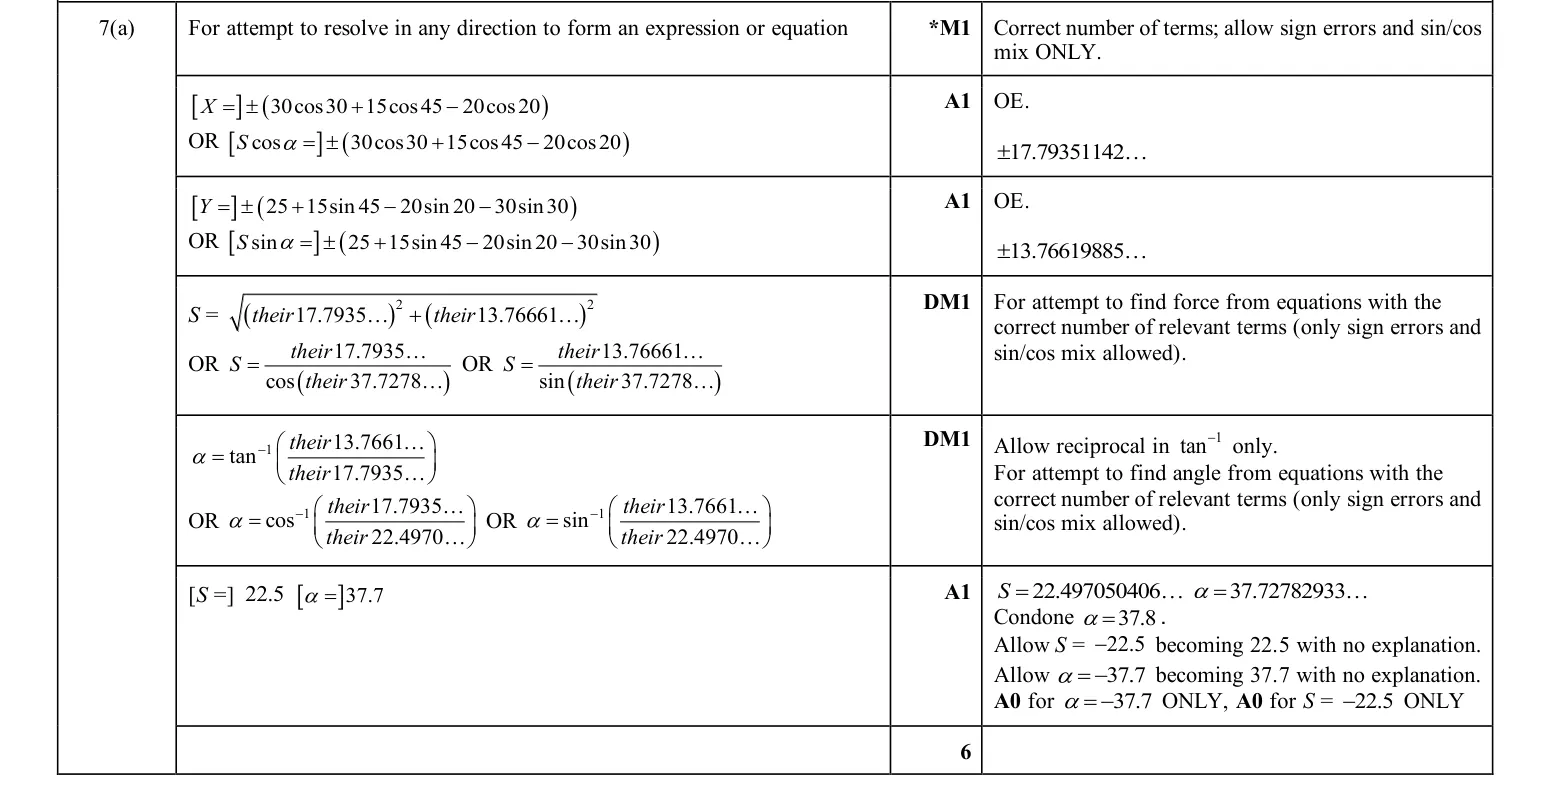 7(a)
For attempt to resolve in any direction to form an expression or equation
*M1
Correct number of terms; allow sign errors and sin/cos
mix ONLY.
[X =]±(30cos30+15cos45−20cos20)
OR [S cosα =]±(30cos30+15cos45−20cos20)
A1
OE.
±17.79351142…
[Y =]±(25+15sin45−20sin20−30sin30)
OR [S sinα =]±(25+15sin45−20sin20−30sin30)
A1
OE.
±13.76619885…
S = √((their17.7935…)²+(their13.76661…)²)
OR S = their17.7935…/cos(their37.7278…) OR S = their13.76661…/sin(their37.7278…)
DM1
For attempt to find force from equations with the
correct number of relevant terms (only sign errors and
sin/cos mix allowed).
α = tan⁻¹(their13.7661…/their17.7935…)
OR α = cos⁻¹(their17.7935…/their22.4970…) OR α = sin⁻¹(their13.7661…/their22.4970…)
DM1
Allow reciprocal in tan⁻¹ only.
For attempt to find angle from equations with the
correct number of relevant terms (only sign errors and
sin/cos mix allowed).
[S =] 22.5 [α =]37.7
A1
S = 22.497050406… α = 37.72782933…
Condone α = 37.8 .
Allow S = −22.5 becoming 22.5 with no explanation.
Allow α = −37.7 becoming 37.7 with no explanation.
A0 for α = −37.7 ONLY, A0 for S = −22.5 ONLY
6